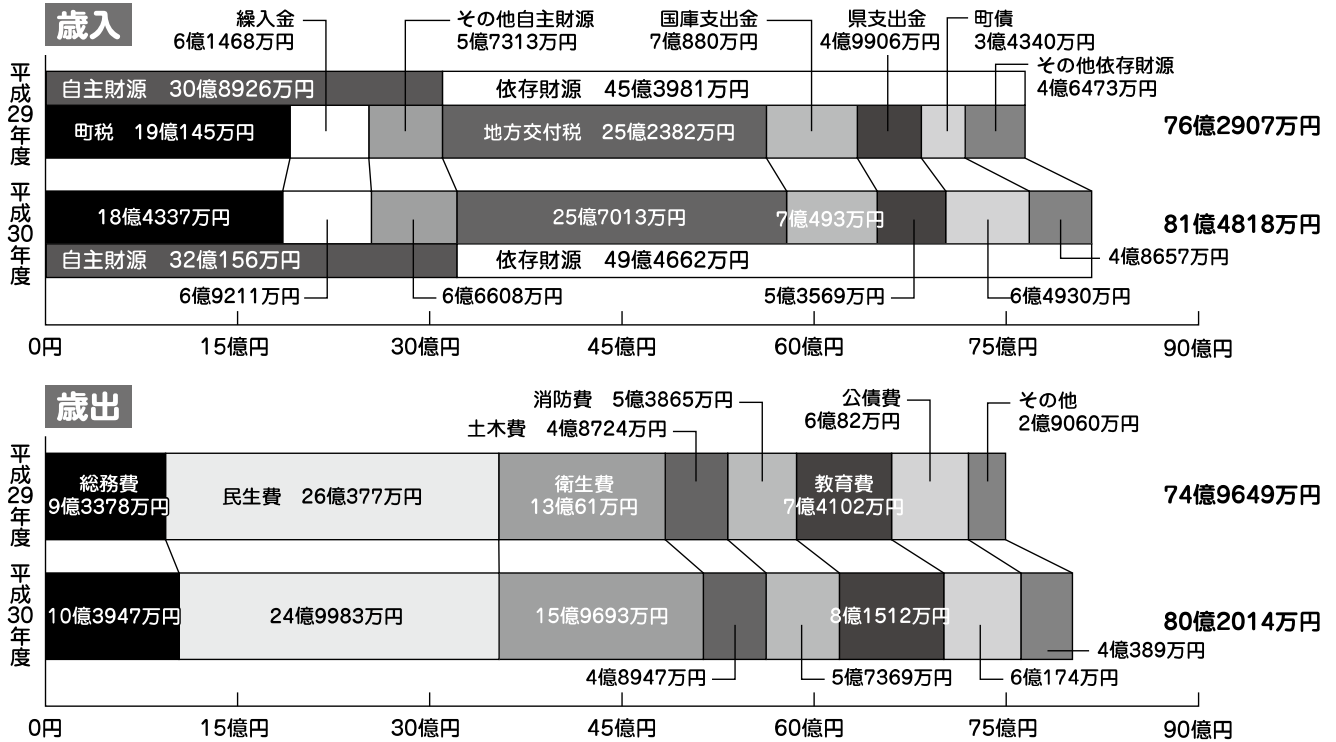 歳入
繰入金
6億1468万円
その他自主財源
5億7313万円
国庫支出金
7億880万円
県支出金
4億9906万円
町債
3億4340万円
その他依存財源
4億6473万円
平成29年度
自主財源 30億8926万円
依存財源 45億3981万円
町税 19億145万円
地方交付税 25億2382万円
76億2907万円
平成30年度
18億4337万円
25億7013万円
7億493万円
81億4818万円
自主財源 32億156万円
依存財源 49億4662万円
4億8657万円
6億9211万円
6億6608万円
5億3569万円
6億4930万円
0円
15億円
30億円
45億円
60億円
75億円
90億円
歳出
消防費 5億3865万円
土木費 4億8724万円
公債費
6億82万円
その他
2億9060万円
平成29年度
総務費
9億3378万円
民生費 26億377万円
衛生費
13億61万円
教育費
7億4102万円
74億9649万円
平成30年度
10億3947万円
24億9983万円
15億9693万円
8億1512万円
80億2014万円
4億389万円
4億8947万円
5億7369万円
6億174万円
0円
15億円
30億円
45億円
60億円
75億円
90億円